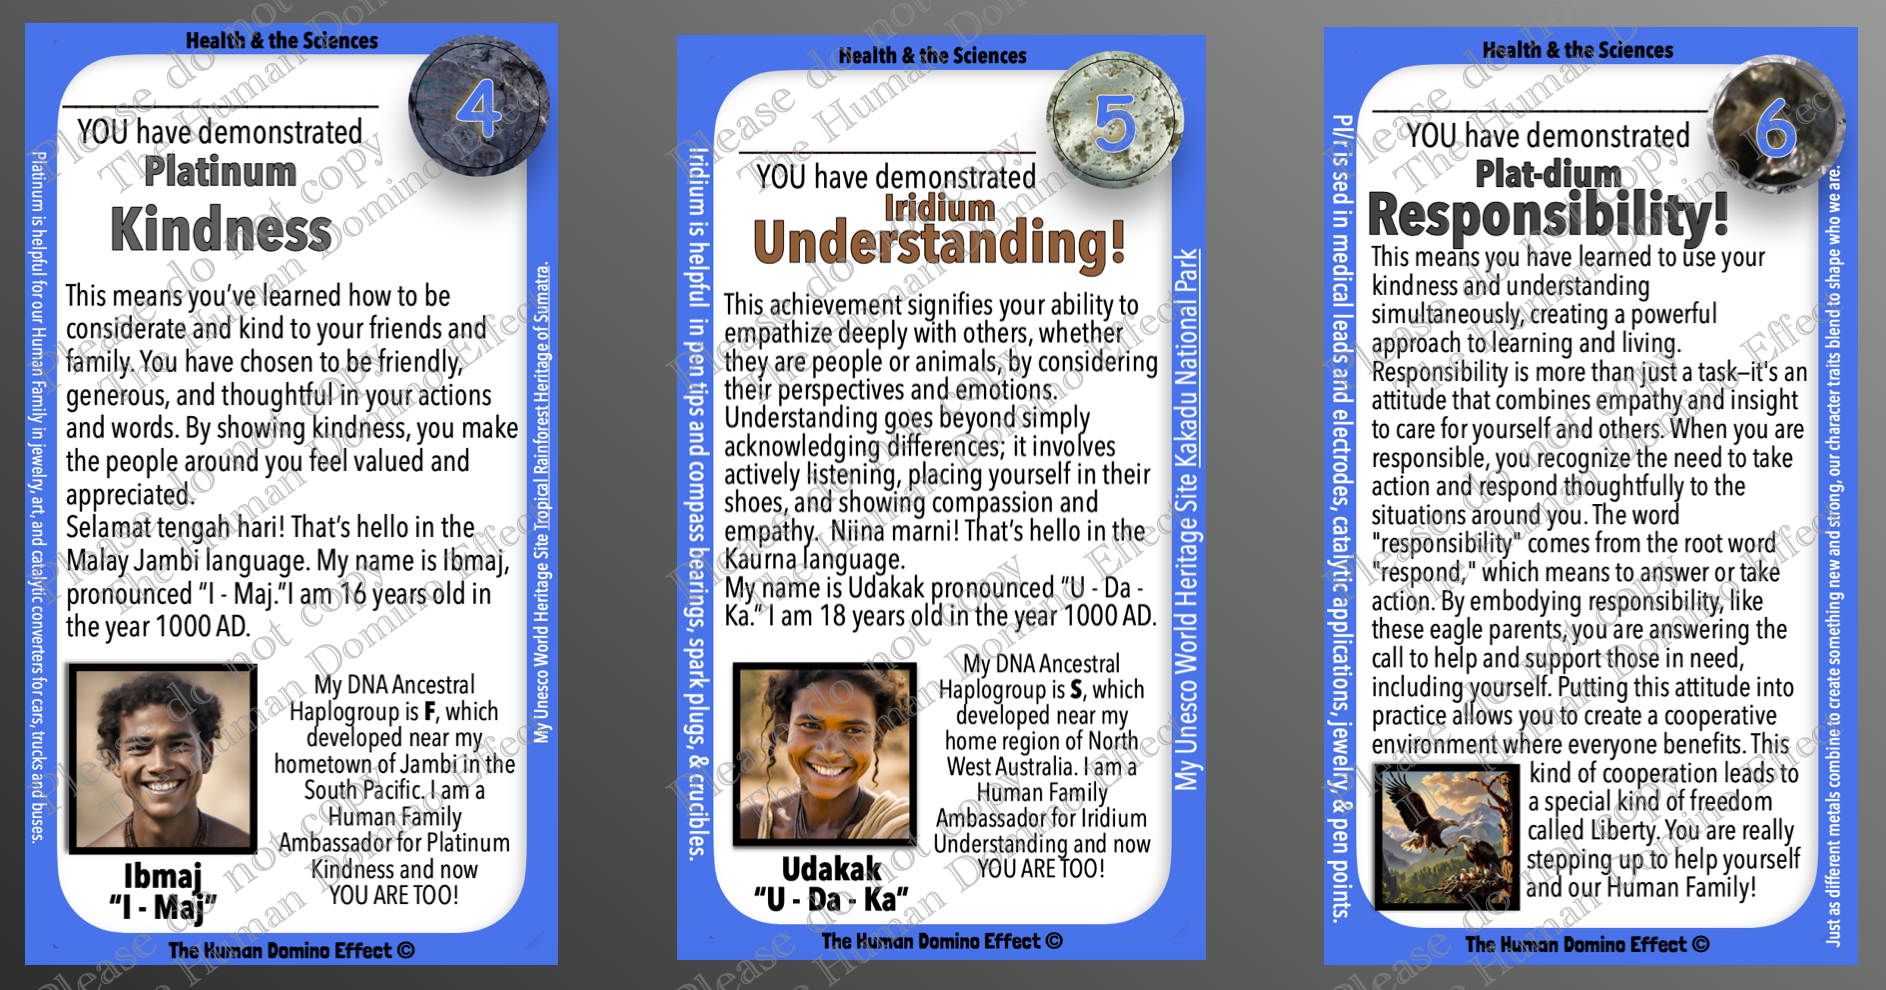 Health & the Sciences
4
YOU have demonstrated
Platinum
Kindness
This means you've learned how to be
considerate and kind to your friends and
family. You have chosen to be friendly,
generous, and thoughtful in your actions
and words. By showing kindness, you make
the people around you feel valued and
appreciated.
Selamat tengah hari! That's hello in the
Malay Jambi language. My name is Ibmaj,
pronounced "I - Maj."I am 16 years old in
the year 1000 AD.
My DNA Ancestral
Haplogroup is F, which
developed near my
hometown of Jambi in the
South Pacific. I am a
Human Family
Ambassador for Platinum
Kindness and now
YOU ARE TOO!
Ibmaj
"I - Maj"
The Human Domino Effect ©
Platinum is helpful for our Human Family in jewelry, art, and catalytic converters for cars, trucks and buses.
My Unesco World Heritage Site Tropical Rainforest Heritage of Sumatra.
Health & the Sciences
5
YOU have demonstrated
Iridium
Understanding!
This achievement signifies your ability to
empathize deeply with others, whether
they are people or animals, by considering
their perspectives and emotions.
Understanding goes beyond simply
acknowledging differences; it involves
actively listening, placing yourself in their
shoes, and showing compassion and
empathy. Niina marni! That's hello in the
Kaurna language.
My name is Udakak pronounced "U - Da -
Ka." I am 18 years old in the year 1000 AD.
My DNA Ancestral
Haplogroup is S, which
developed near my
home region of North
West Australia. I am a
Human Family
Ambassador for Iridium
Understanding and now
YOU ARE TOO!
Udakak
"U - Da - Ka"
The Human Domino Effect ©
Iridium is helpful in pen tips and compass bearings, spark plugs, & crucibles.
My Unesco World Heritage Site Kakadu National Park
Health & the Sciences
6
YOU have demonstrated
Plat-dium
Responsibility!
This means you have learned to use your
kindness and understanding
simultaneously, creating a powerful
approach to learning and living.
Responsibility is more than just a task—it's an
attitude that combines empathy and insight
to care for yourself and others. When you are
responsible, you recognize the need to take
action and respond thoughtfully to the
situations around you. The word
"responsibility" comes from the root word
"respond," which means to answer or take
action. By embodying responsibility, like
these eagle parents, you are answering the
call to help and support those in need,
including yourself. Putting this attitude into
practice allows you to create a cooperative
environment where everyone benefits. This
kind of cooperation leads to
a special kind of freedom
called Liberty. You are really
stepping up to help yourself
and our Human Family!
The Human Domino Effect ©
Pl/r is sed in medical leads and electrodes, catalytic applications, jewelry, & pen points.
Just as different metals combine to create something new and strong, our character traits blend to shape who we are.
Please do not copy
The Human Domino Effect